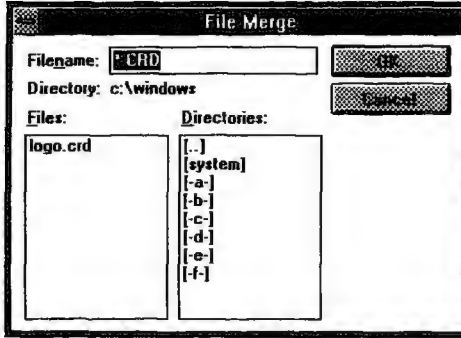 File Merge
Filename: *.CRD
OK
Directory: c:\windows
Cancel
Files:
Directories:
logo.crd
[..]
[system]
[-a-]
[-b-]
[-c-]
[-d-]
[-e-]
[-f-]